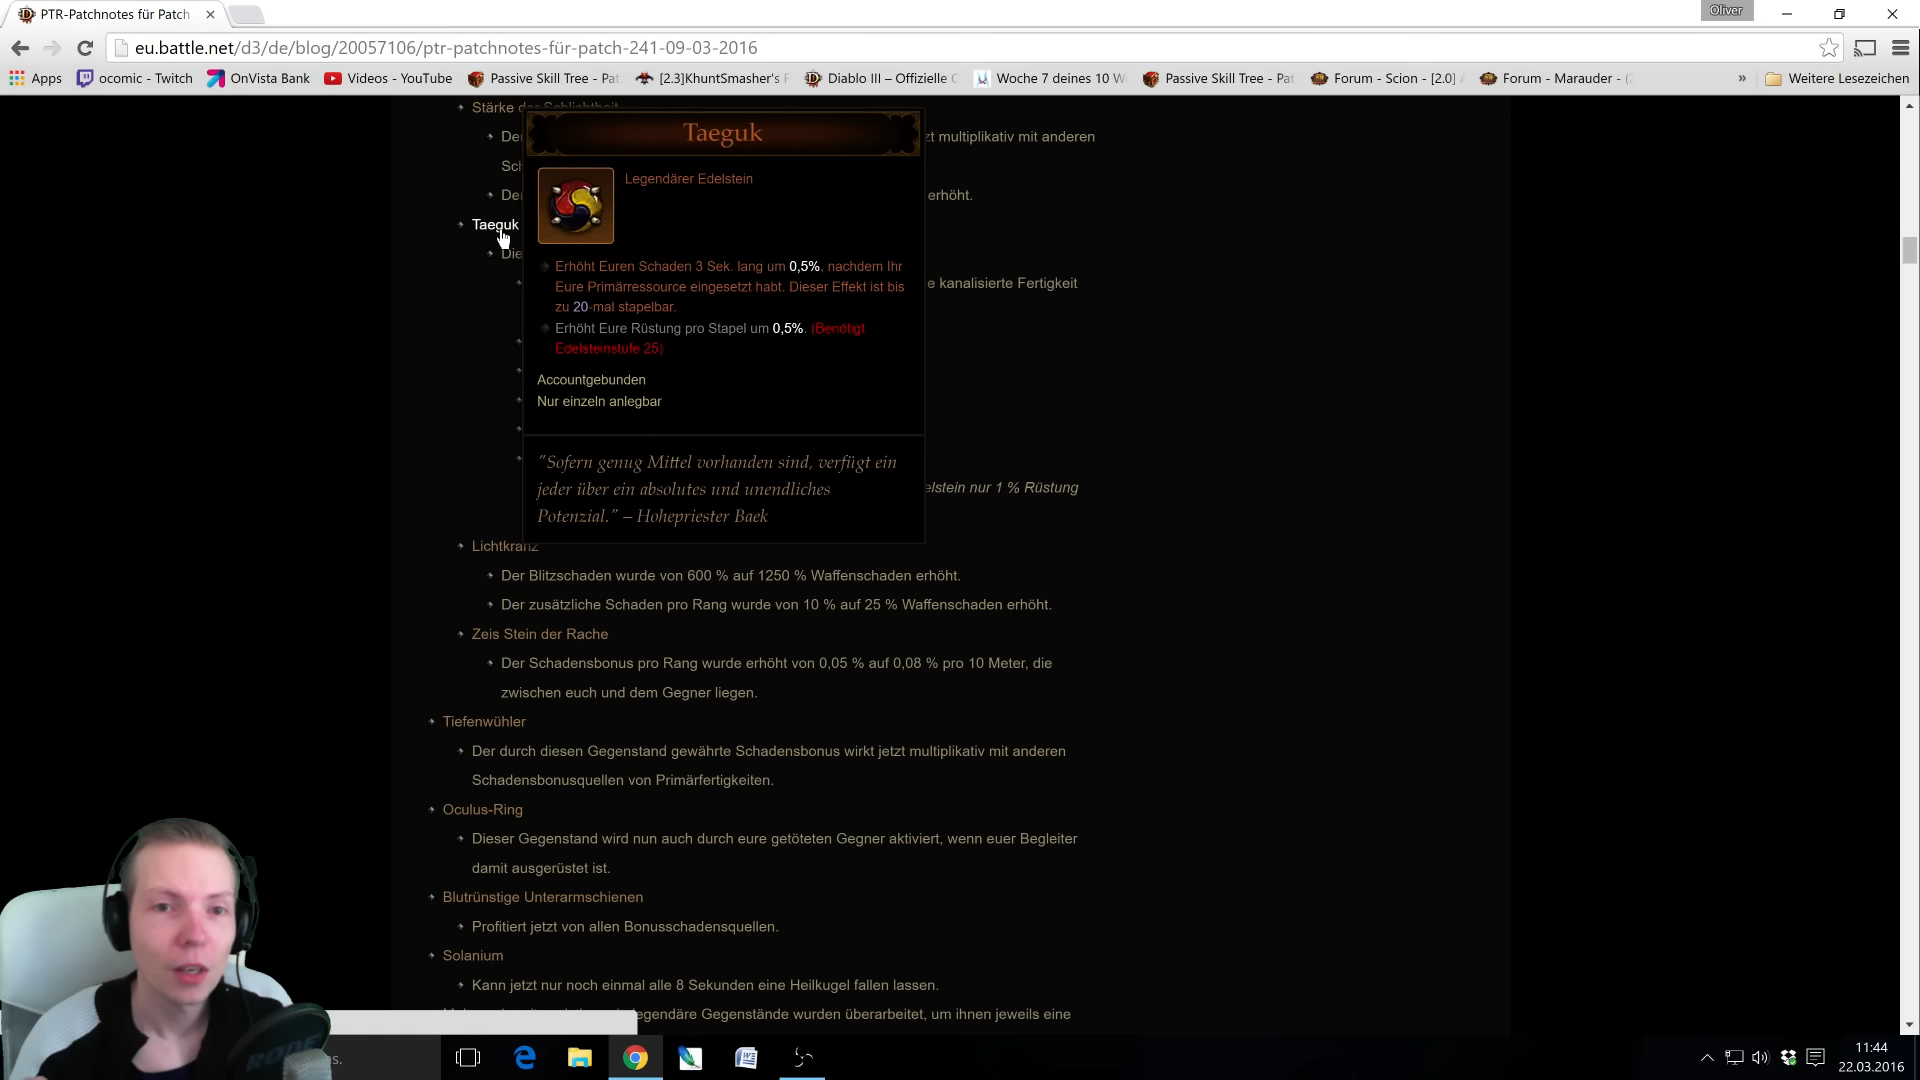 PTR-Patchnotes für Patch
Oliver
eu.battle.net/d3/de/blog/20057106/ptr-patchnotes-für-patch-241-09-03-2016
Apps
ocomic - Twitch
OnVista Bank
Videos - YouTube
Passive Skill Tree - Pat
[2.3]KhuntSmasher's
Diablo III – Offizielle
Woche 7 deines 10 W
Passive Skill Tree - Pat
Forum - Scion - [2.0]
Forum - Marauder - (
»
Weitere Lesezeichen
Stärke der Schlichtheit
De
zt multiplikativ mit anderen
Sch
De
erhöht.
Taeguk
Die
e kanalisierte Fertigkeit
elstein nur 1 % Rüstung
Taeguk
Legendärer Edelstein
Erhöht Euren Schaden 3 Sek. lang um 0,5%, nachdem Ihr
Eure Primärressource eingesetzt habt. Dieser Effekt ist bis
zu 20-mal stapelbar.
Erhöht Eure Rüstung pro Stapel um 0,5%. (Benötigt
Edelsteinstufe 25)
Accountgebunden
Nur einzeln anlegbar
"Sofern genug Mittel vorhanden sind, verfügt ein
jeder über ein absolutes und unendliches
Potenzial." – Hohepriester Baek
Lichtkranz
Der Blitzschaden wurde von 600 % auf 1250 % Waffenschaden erhöht.
Der zusätzliche Schaden pro Rang wurde von 10 % auf 25 % Waffenschaden erhöht.
Zeis Stein der Rache
Der Schadensbonus pro Rang wurde erhöht von 0,05 % auf 0,08 % pro 10 Meter, die
zwischen euch und dem Gegner liegen.
Tiefenwühler
Der durch diesen Gegenstand gewährte Schadensbonus wirkt jetzt multiplikativ mit anderen
Schadensbonusquellen von Primärfertigkeiten.
Oculus-Ring
Dieser Gegenstand wird nun auch durch eure getöteten Gegner aktiviert, wenn euer Begleiter
damit ausgerüstet ist.
Blutrünstige Unterarmschienen
Profitiert jetzt von allen Bonusschadensquellen.
Solanium
Kann jetzt nur noch einmal alle 8 Sekunden eine Heilkugel fallen lassen.
legendäre Gegenstände wurden überarbeitet, um ihnen jeweils eine
RODE
ns.
11:44
22.03.2016